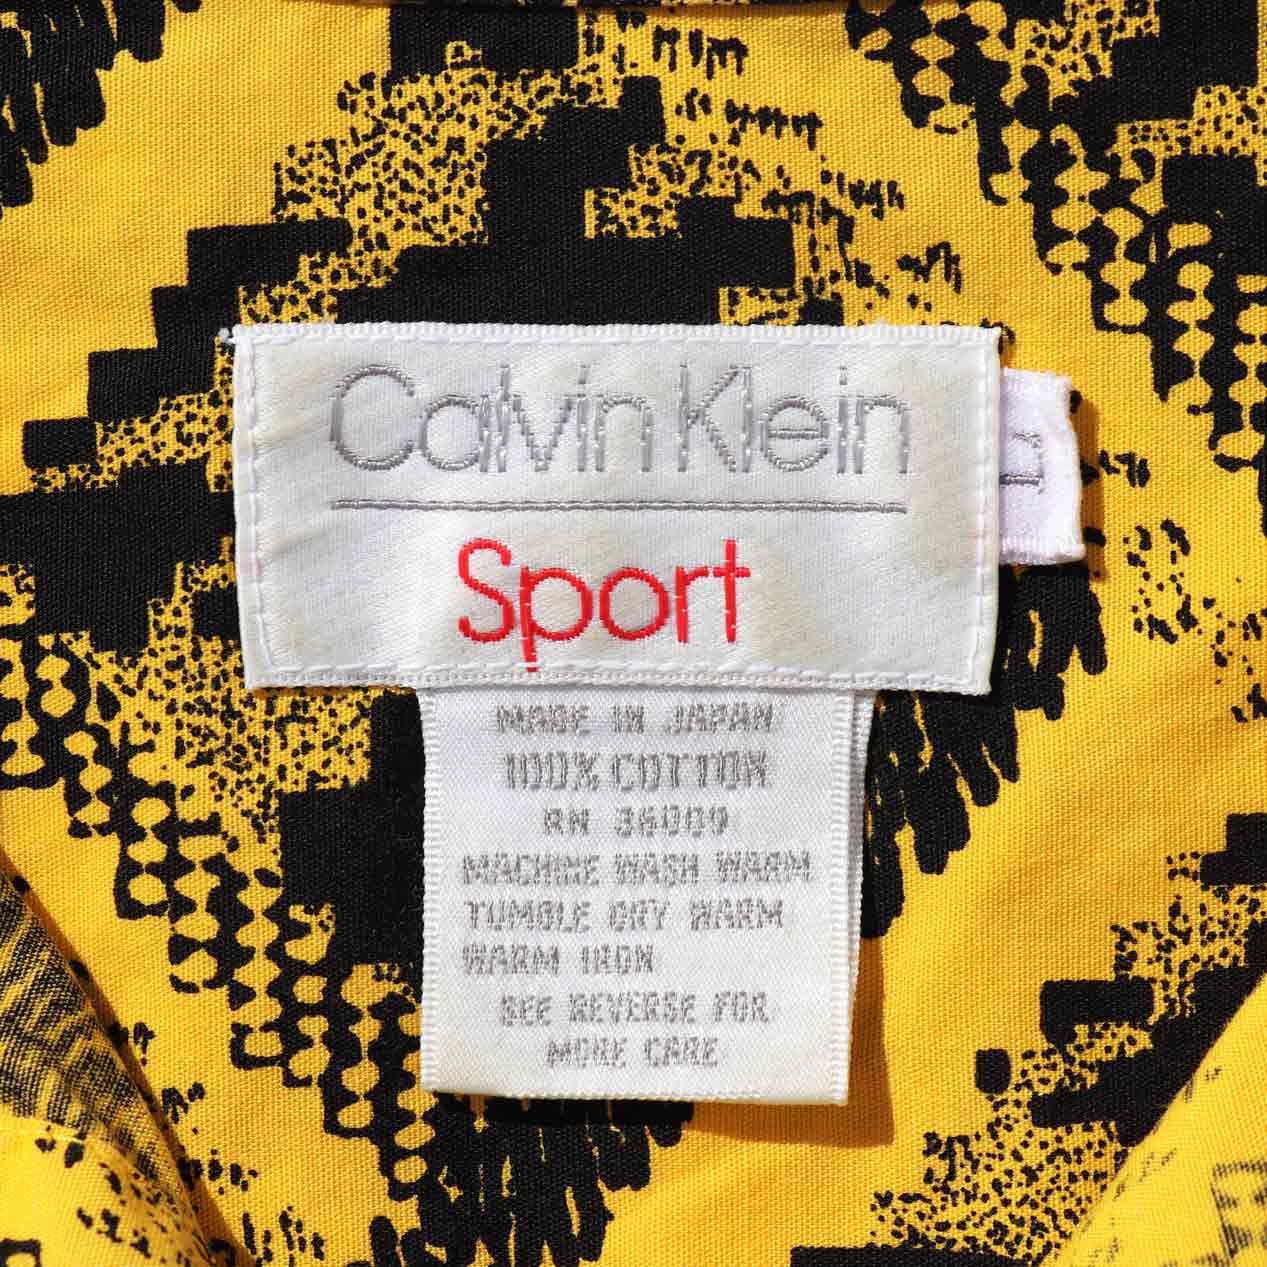 Calvin Klein
L
Sport
MADE IN JAPAN
100% COTTON
RN 36009
MACHINE WASH WARM
TUMBLE DRY WARM
WARM IRON
SEE REVERSE FOR
MORE CARE